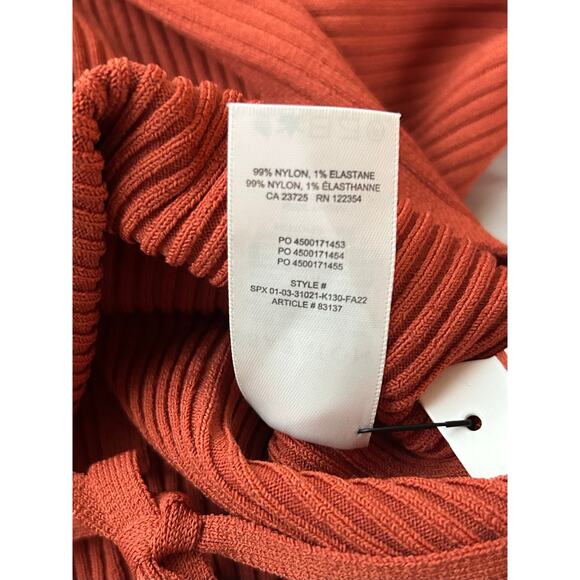 99% NYLON, 1% ELASTANE
99% NYLON, 1% ÉLASTHANNE
CA 23725 RN 122354
PO 4500171453
PO 4500171454
PO 4500171455
STYLE #
SPX 01-03-31021-K130-FA22
ARTICLE # 83137